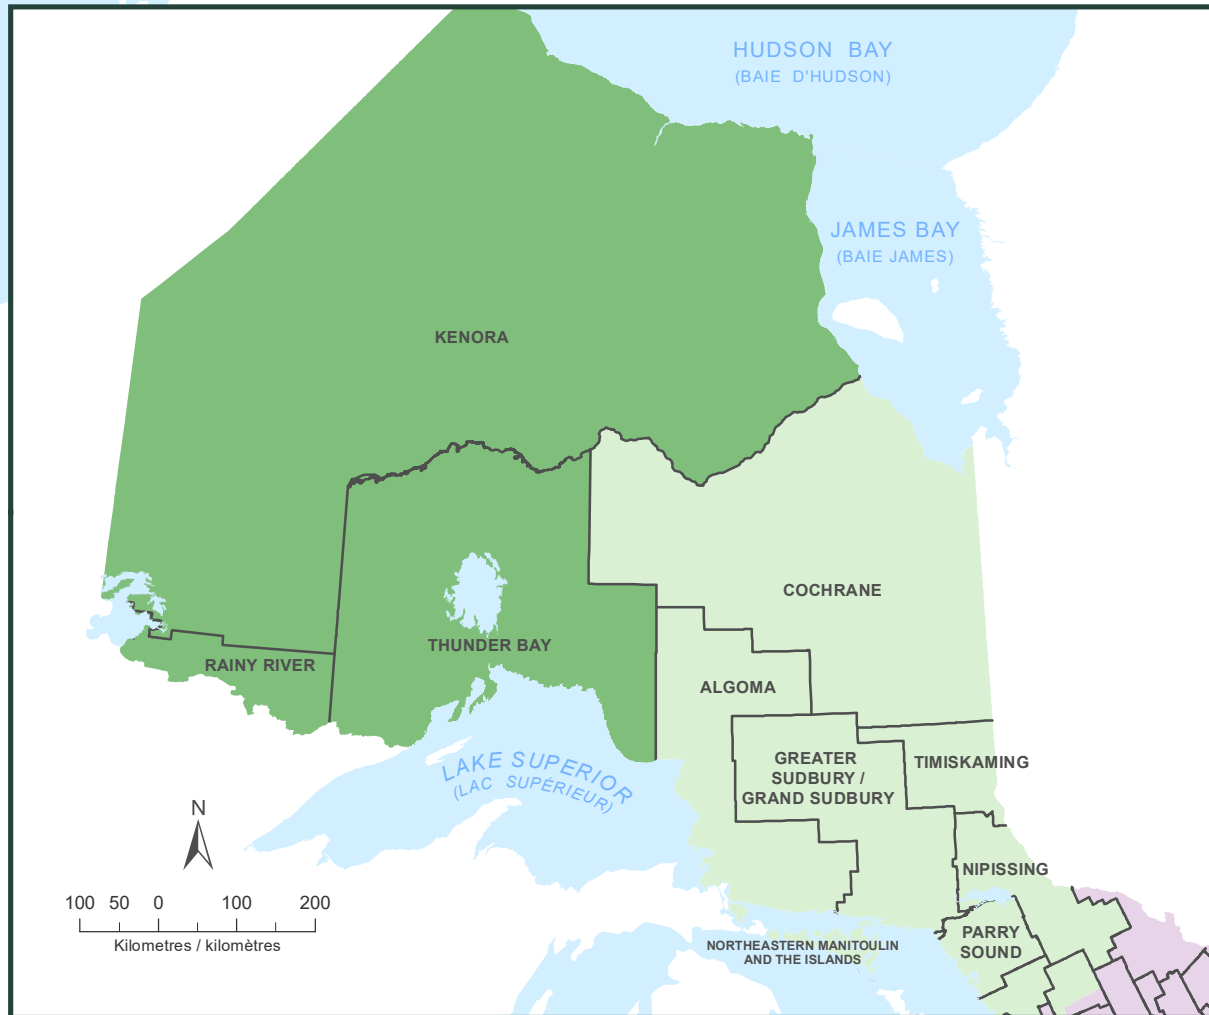 HUDSON BAY
(BAIE D'HUDSON)
JAMES BAY
(BAIE JAMES)
KENORA
COCHRANE
THUNDER BAY
RAINY RIVER
ALGOMA
GREATER
SUDBURY /
GRAND SUDBURY
TIMISKAMING
LAKE SUPERIOR
(LAC SUPÉRIEUR)
N
NIPISSING
100 50 0 100 200
Kilometres / kilomètres
PARRY
SOUND
NORTHEASTERN MANITOULIN
AND THE ISLANDS